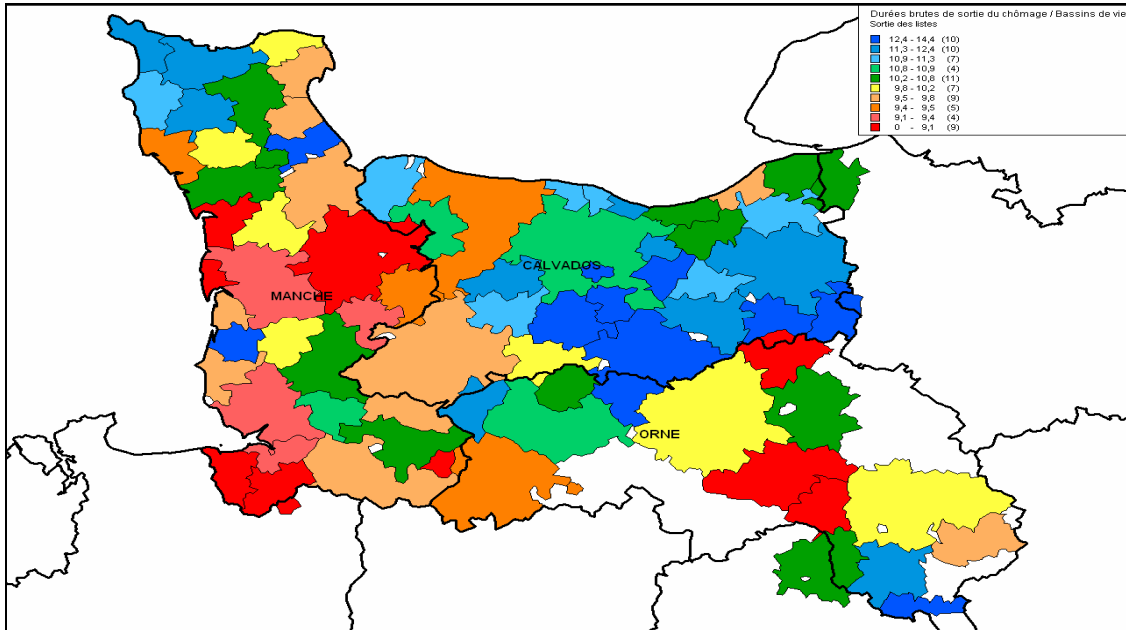 Durées brutes de sortie du chômage / Bassins de vie
Sortie des listes
12,4 - 14,4 (10)
11,3 - 12,4 (10)
10,9 - 11,3 (7)
10,8 - 10,9 (4)
10,2 - 10,8 (11)
9,8 - 10,2 (7)
9,5 - 9,8 (9)
9,4 - 9,5 (5)
9,1 - 9,4 (4)
0 - 9,1 (9)
CALVADOS
MANCHE
ORNE